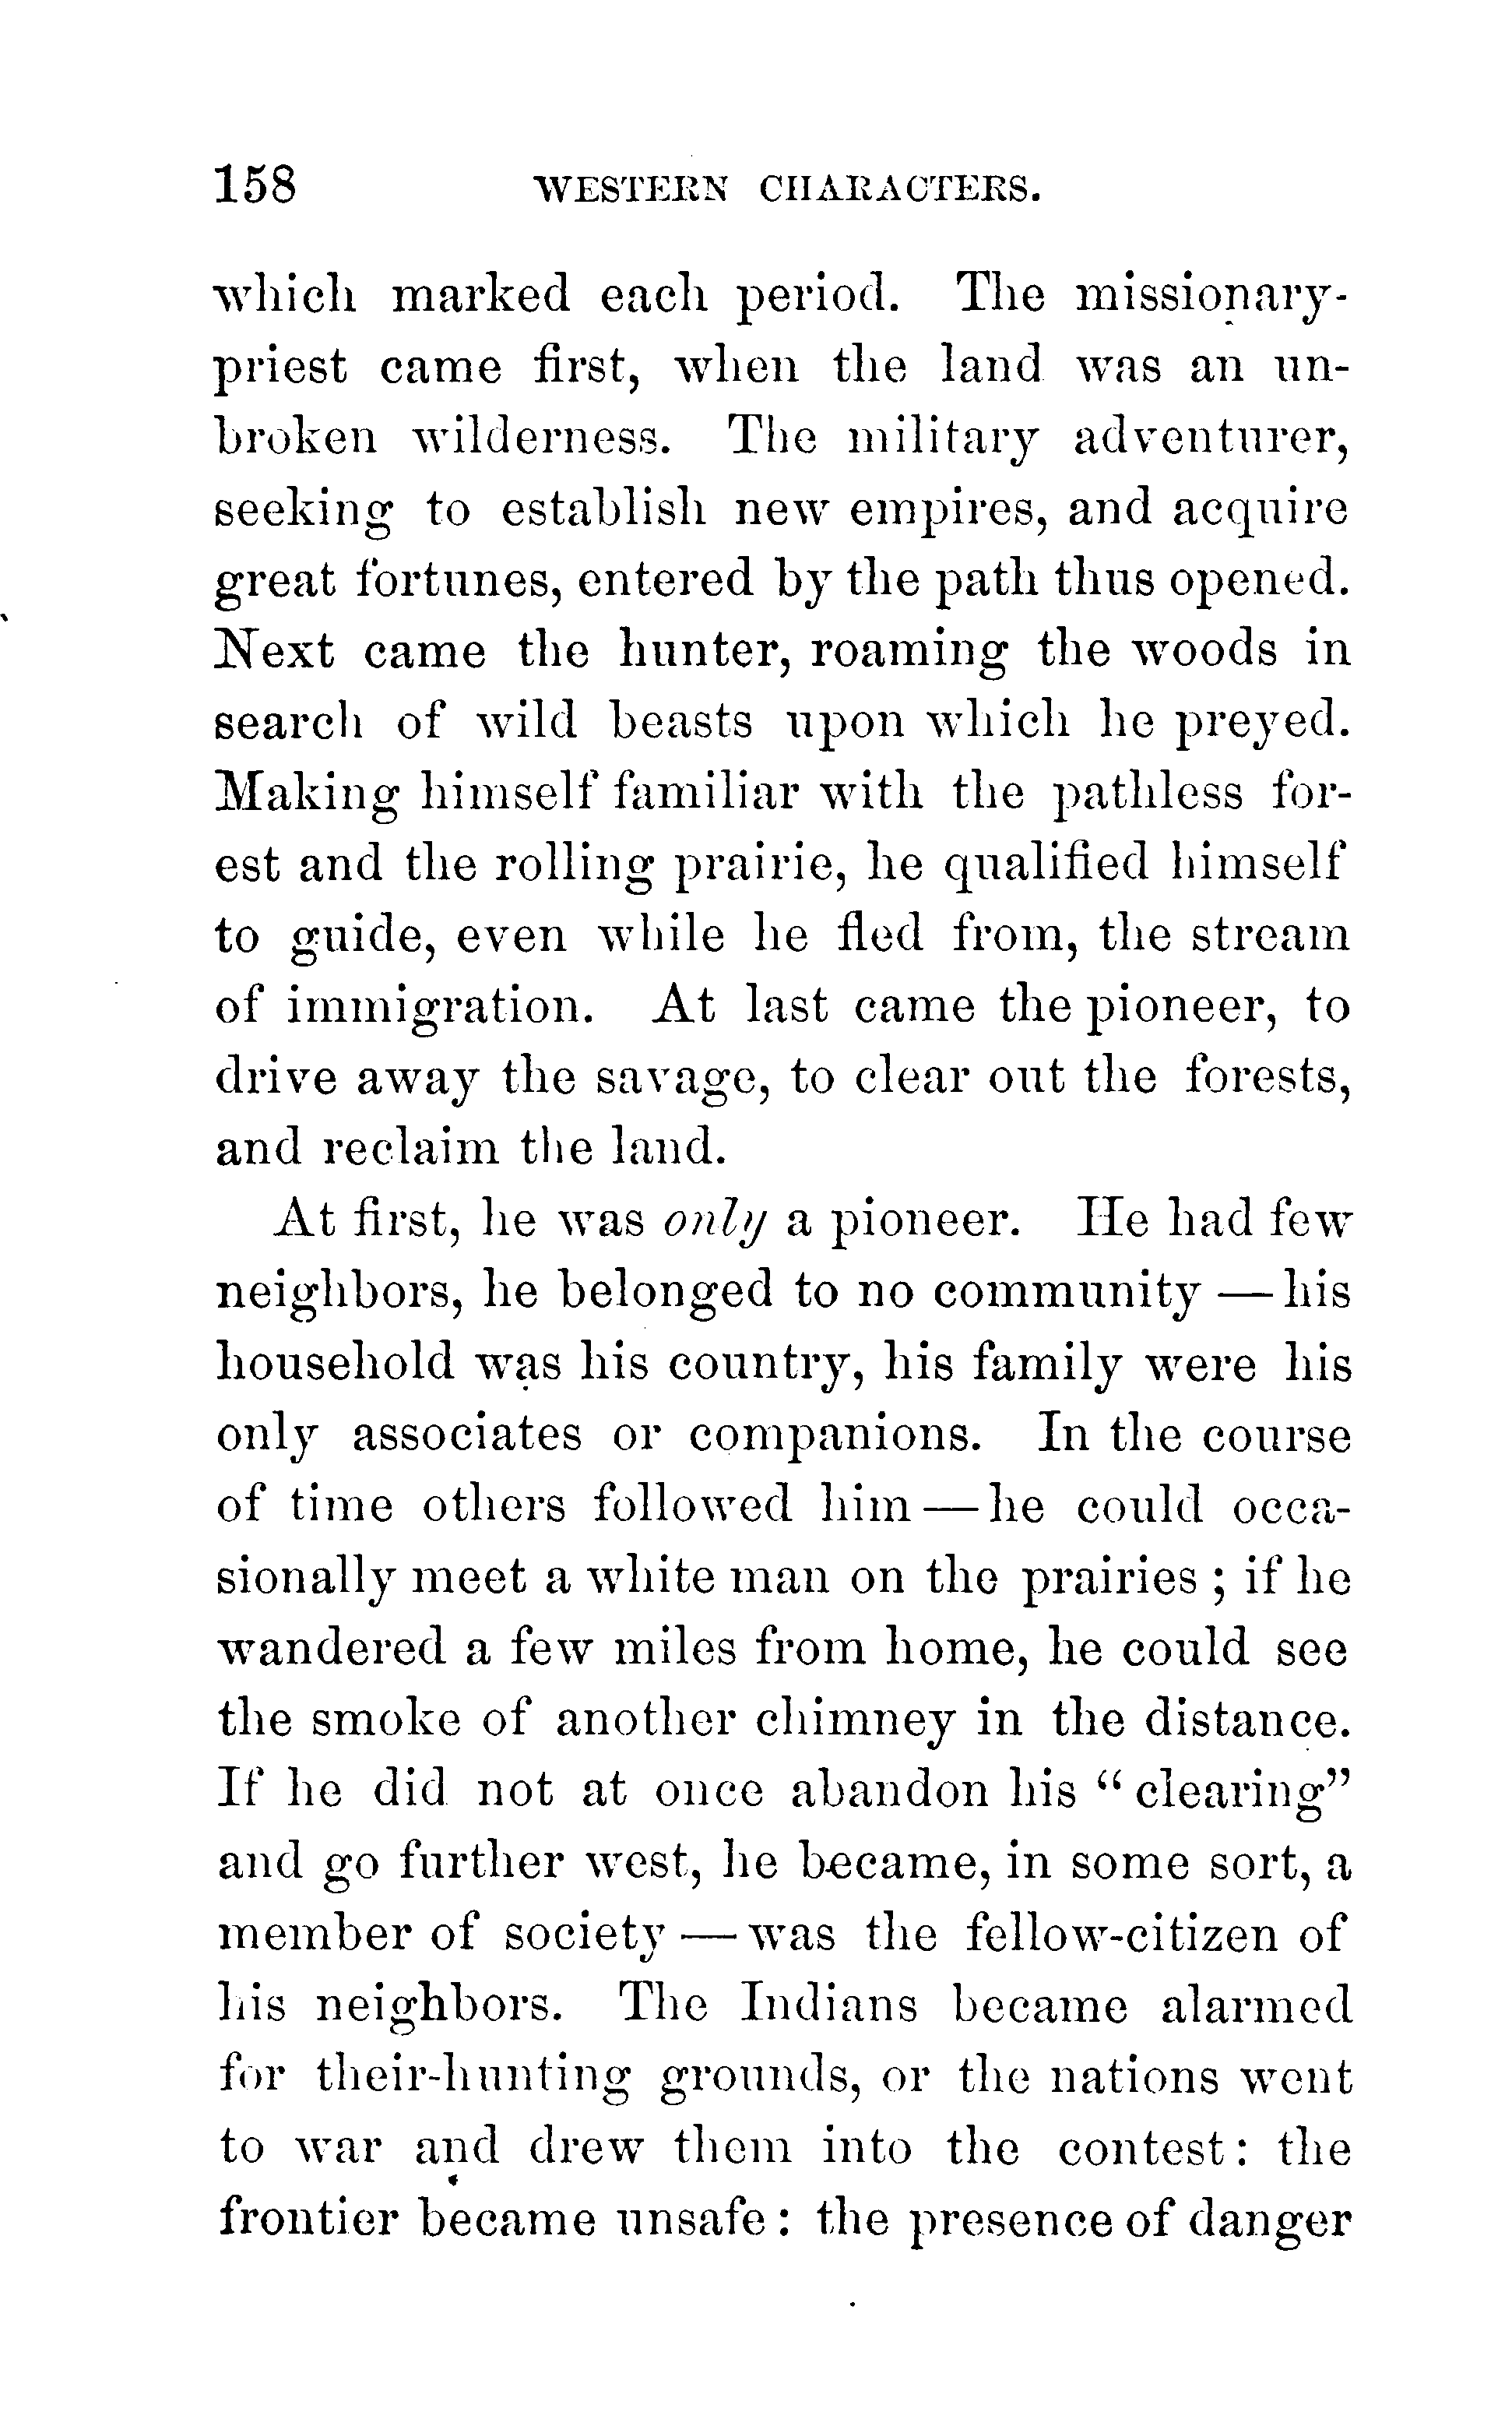 158 WESTERN CHARACTERS.
which marked each period. The missionary-
priest came first, when the land was an un-
broken wilderness. The military adventurer,
seeking to establish new empires, and acquire
great fortunes, entered by the path thus opened.
Next came the hunter, roaming the woods in
search of wild beasts upon which he preyed.
Making himself familiar with the pathless for-
est and the rolling prairie, he qualified himself
to guide, even while he fled from, the stream
of immigration. At last came the pioneer, to
drive away the savage, to clear out the forests,
and reclaim the land.
At first, he was only a pioneer. He had few
neighbors, he belonged to no community — his
household was his country, his family were his
only associates or companions. In the course
of time others followed him — he could occa-
sionally meet a white man on the prairies ; if he
wandered a few miles from home, he could see
the smoke of another chimney in the distance.
If he did not at once abandon his “ clearing”
and go further west, he became, in some sort, a
member of society — was the fellow-citizen of
his neighbors. The Indians became alarmed
for their-hunting grounds, or the nations went
to war and drew them into the contest : the
frontier became unsafe : the presence of danger